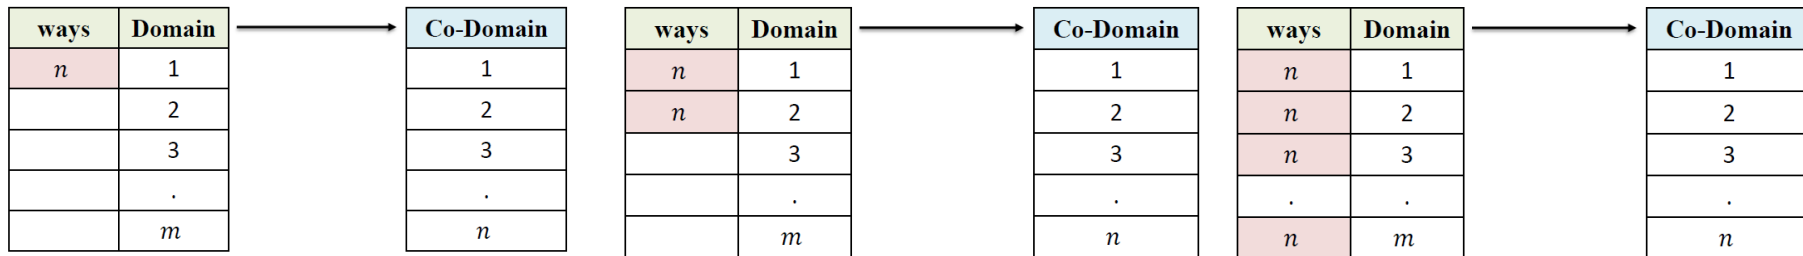 ways Domain Co-Domain
n 1 1
2 2
3 3
. .
m n
ways Domain Co-Domain
n 1 1
n 2 2
3 3
. .
m n
ways Domain Co-Domain
n 1 1
n 2 2
n 3 3
. . .
n m n